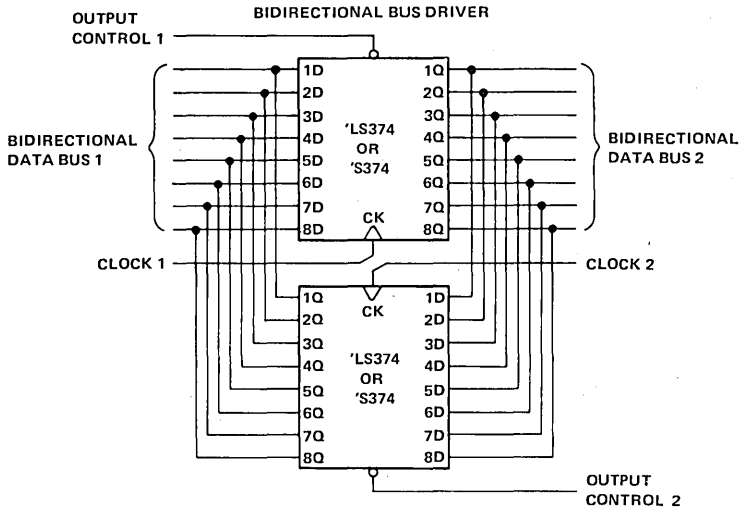 BIDIRECTIONAL BUS DRIVER
OUTPUT
CONTROL 1
1D
2D
3D
4D
5D
6D
7D
8D
'LS374
OR
'S374
CK
1Q
2Q
3Q
4Q
5Q
6Q
7Q
8Q
BIDIRECTIONAL
DATA BUS 1
BIDIRECTIONAL
DATA BUS 2
CLOCK 1
CLOCK 2
1Q
2Q
3Q
4Q
5Q
6Q
7Q
8Q
CK
'LS374
OR
'S374
1D
2D
3D
4D
5D
6D
7D
8D
OUTPUT
CONTROL 2